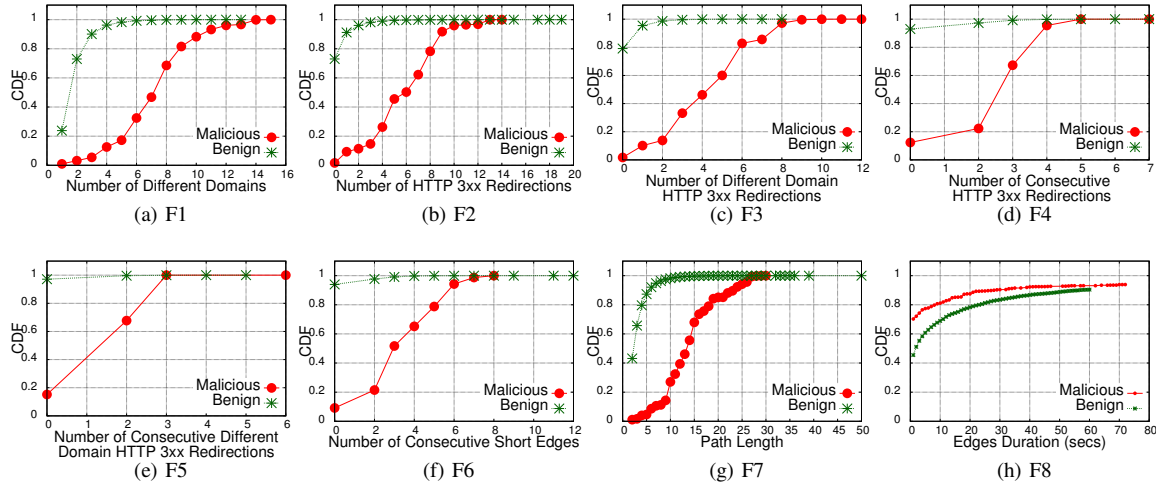 1
0.8
0.6
0.4
0.2
0
CDF
Malicious
Benign
0 2 4 6 8 10 12 14 16
Number of Different Domains
(a) F1
1
0.8
0.6
0.4
0.2
0
CDF
Malicious
Benign
0 2 4 6 8 10 12 14 16 18 20
Number of HTTP 3xx Redirections
(b) F2
1
0.8
0.6
0.4
0.2
0
CDF
Malicious
Benign
0 2 4 6 8 10 12
Number of Different Domain
HTTP 3xx Redirections
(c) F3
1
0.8
0.6
0.4
0.2
0
CDF
Malicious
Benign
0 1 2 3 4 5 6 7
Number of Consecutive
HTTP 3xx Redirections
(d) F4
1
0.8
0.6
0.4
0.2
0
CDF
Malicious
Benign
0 1 2 3 4 5 6
Number of Consecutive Different
Domain HTTP 3xx Redirections
(e) F5
1
0.8
0.6
0.4
0.2
0
CDF
Malicious
Benign
0 2 4 6 8 10 12
Number of Consecutive Short Edges
(f) F6
1
0.8
0.6
0.4
0.2
0
CDF
Malicious
Benign
0 5 10 15 20 25 30 35 40 45 50
Path Length
(g) F7
1
0.8
0.6
0.4
0.2
0
CDF
Malicious
Benign
0 10 20 30 40 50 60 70 80
Edges Duration (secs)
(h) F8